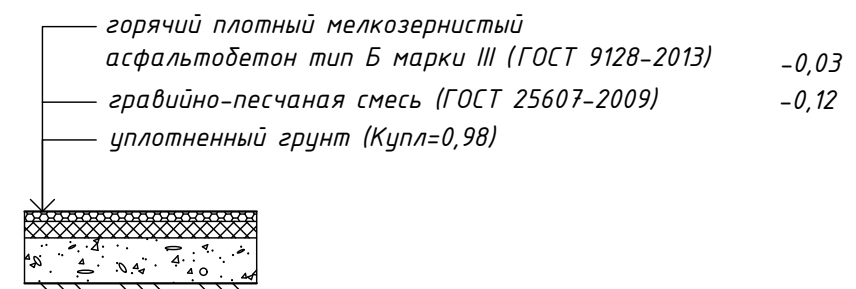 горячий плотный мелкозернистый
асфальтобетон тип Б марки III (ГОСТ 9128-2013) -0,03
гравийно-песчаная смесь (ГОСТ 25607-2009) -0,12
уплотненный грунт (Купл=0,98)